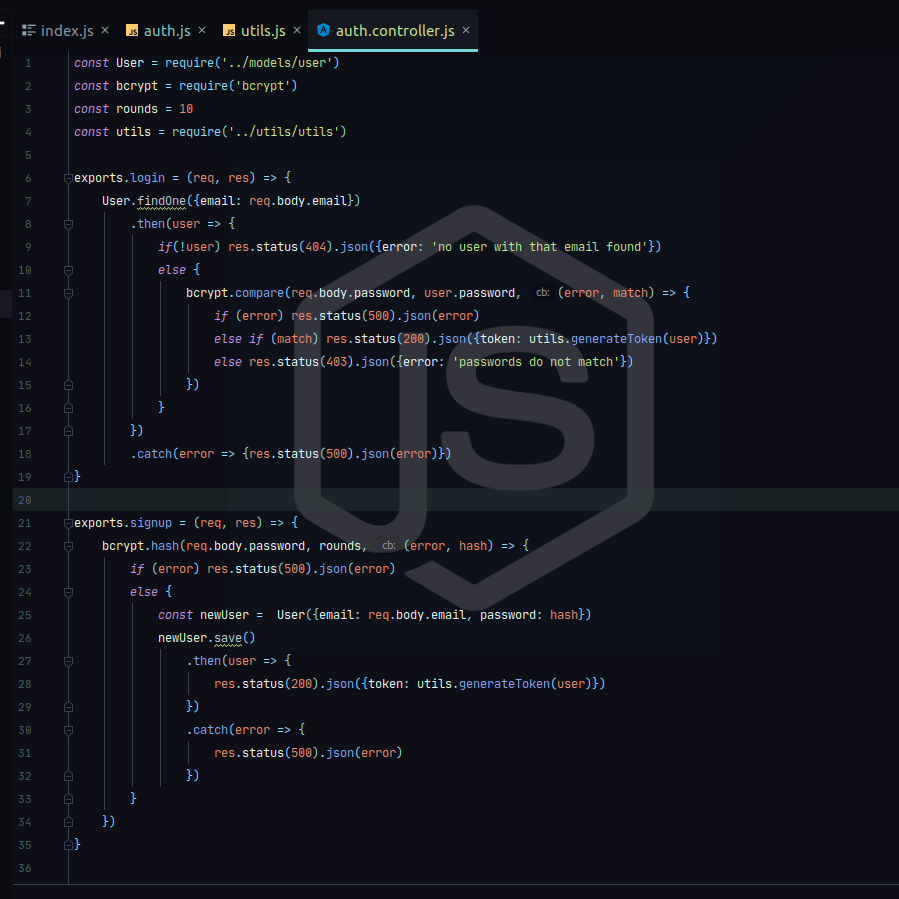 index.js × auth.js × utils.js × auth.controller.js ×
1 const User = require('../models/user')
2 const bcrypt = require('bcrypt')
3 const rounds = 10
4 const utils = require('../utils/utils')
5
6 exports.login = (req, res) => {
7     User.findOne({email: req.body.email})
8         .then(user => {
9             if(!user) res.status(404).json({error: 'no user with that email found'})
10             else {
11                 bcrypt.compare(req.body.password, user.password, cb: (error, match) => {
12                     if (error) res.status(500).json(error)
13                     else if (match) res.status(200).json({token: utils.generateToken(user)})
14                     else res.status(403).json({error: 'passwords do not match'})
15                 })
16             }
17         })
18         .catch(error => {res.status(500).json(error)})
19 }
20
21 exports.signup = (req, res) => {
22     bcrypt.hash(req.body.password, rounds, cb: (error, hash) => {
23         if (error) res.status(500).json(error)
24         else {
25             const newUser =  User({email: req.body.email, password: hash})
26             newUser.save()
27                 .then(user => {
28                     res.status(200).json({token: utils.generateToken(user)})
29                 })
30                 .catch(error => {
31                     res.status(500).json(error)
32                 })
33         }
34     })
35 }
36
JS